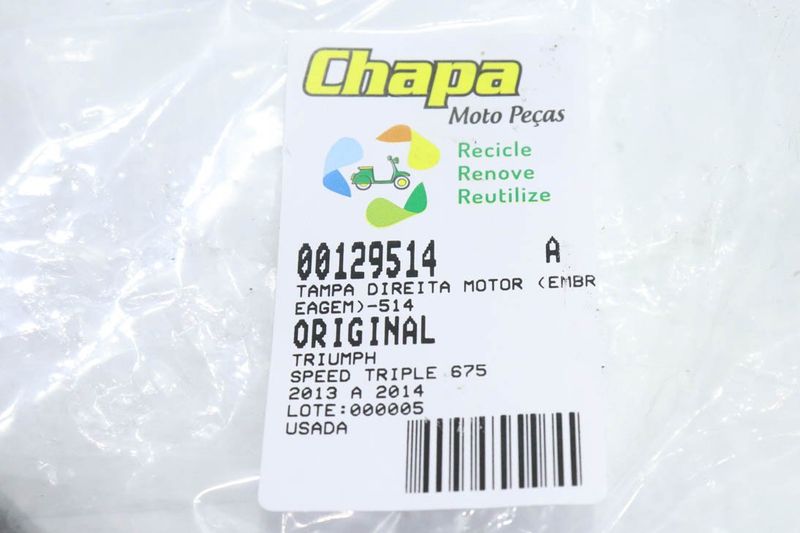 Chapa
Moto Peças
Recicle
Renove
Reutilize
00129514 A
TAMPA DIREITA MOTOR (EMBR
EAGEM)-514
ORIGINAL
TRIUMPH
SPEED TRIPLE 675
2013 A 2014
LOTE:000005
USADA